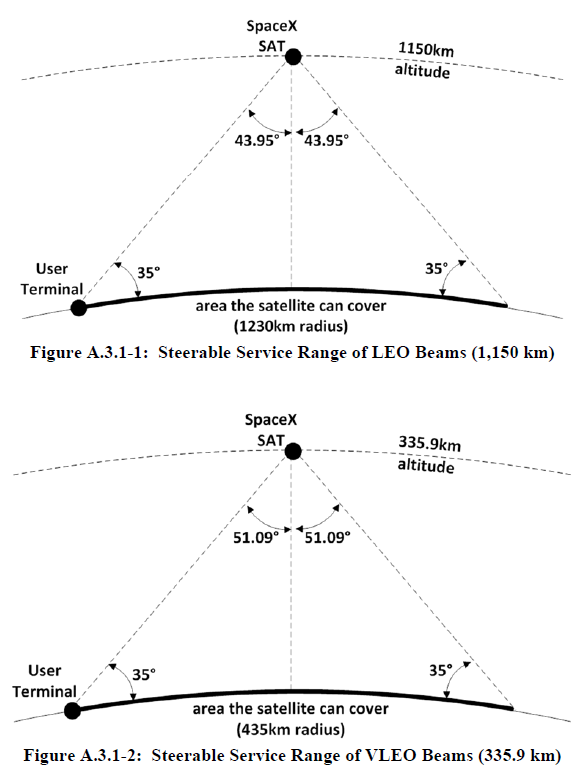 SpaceX
SAT
1150km
altitude
43.95° 43.95°
35° 35°
User
Terminal
area the satellite can cover
(1230km radius)
Figure A.3.1-1: Steerable Service Range of LEO Beams (1,150 km)
SpaceX
SAT
335.9km
altitude
51.09° 51.09°
35° 35°
User
Terminal
area the satellite can cover
(435km radius)
Figure A.3.1-2: Steerable Service Range of VLEO Beams (335.9 km)